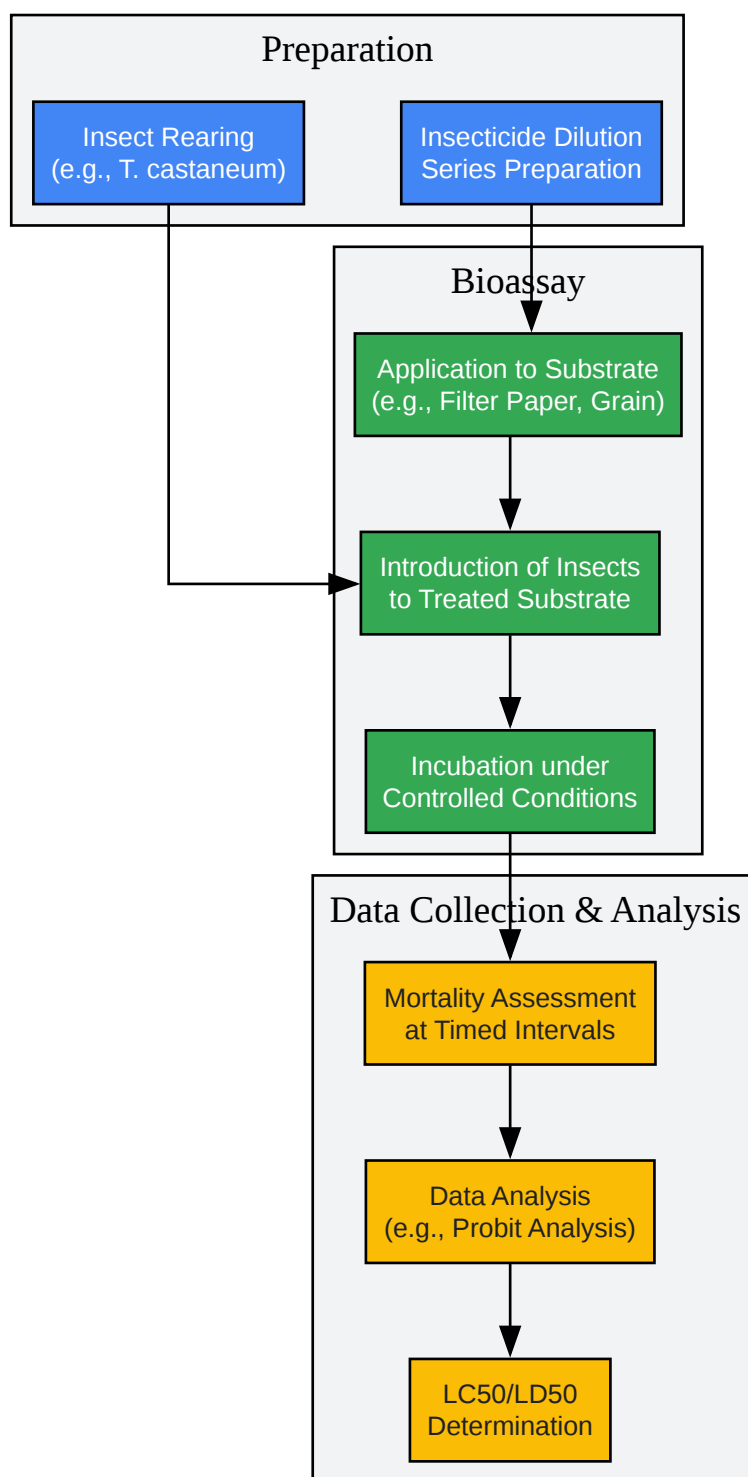 Preparation
Insect Rearing
(e.g., T. castaneum)
Insecticide Dilution
Series Preparation
Bioassay
Application to Substrate
(e.g., Filter Paper, Grain)
Introduction of Insects
to Treated Substrate
Incubation under
Controlled Conditions
Data Collection & Analysis
Mortality Assessment
at Timed Intervals
Data Analysis
(e.g., Probit Analysis)
LC50/LD50
Determination